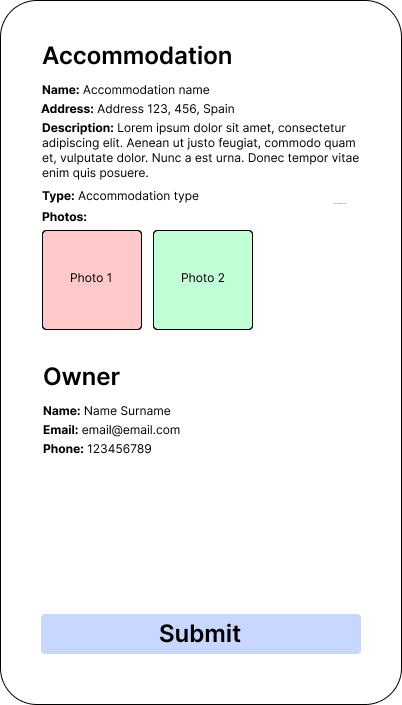 Accommodation
Name: Accommodation name
Address: Address 123, 456, Spain
Description: Lorem ipsum dolor sit amet, consectetur
adipiscing elit. Aenean ut justo feugiat, commodo quam
et, vulputate dolor. Nunc a est urna. Donec tempor vitae
enim quis posuere.
Type: Accommodation type
Photos:
Photo 1 Photo 2
Owner
Name: Name Surname
Email: email@email.com
Phone: 123456789
Submit